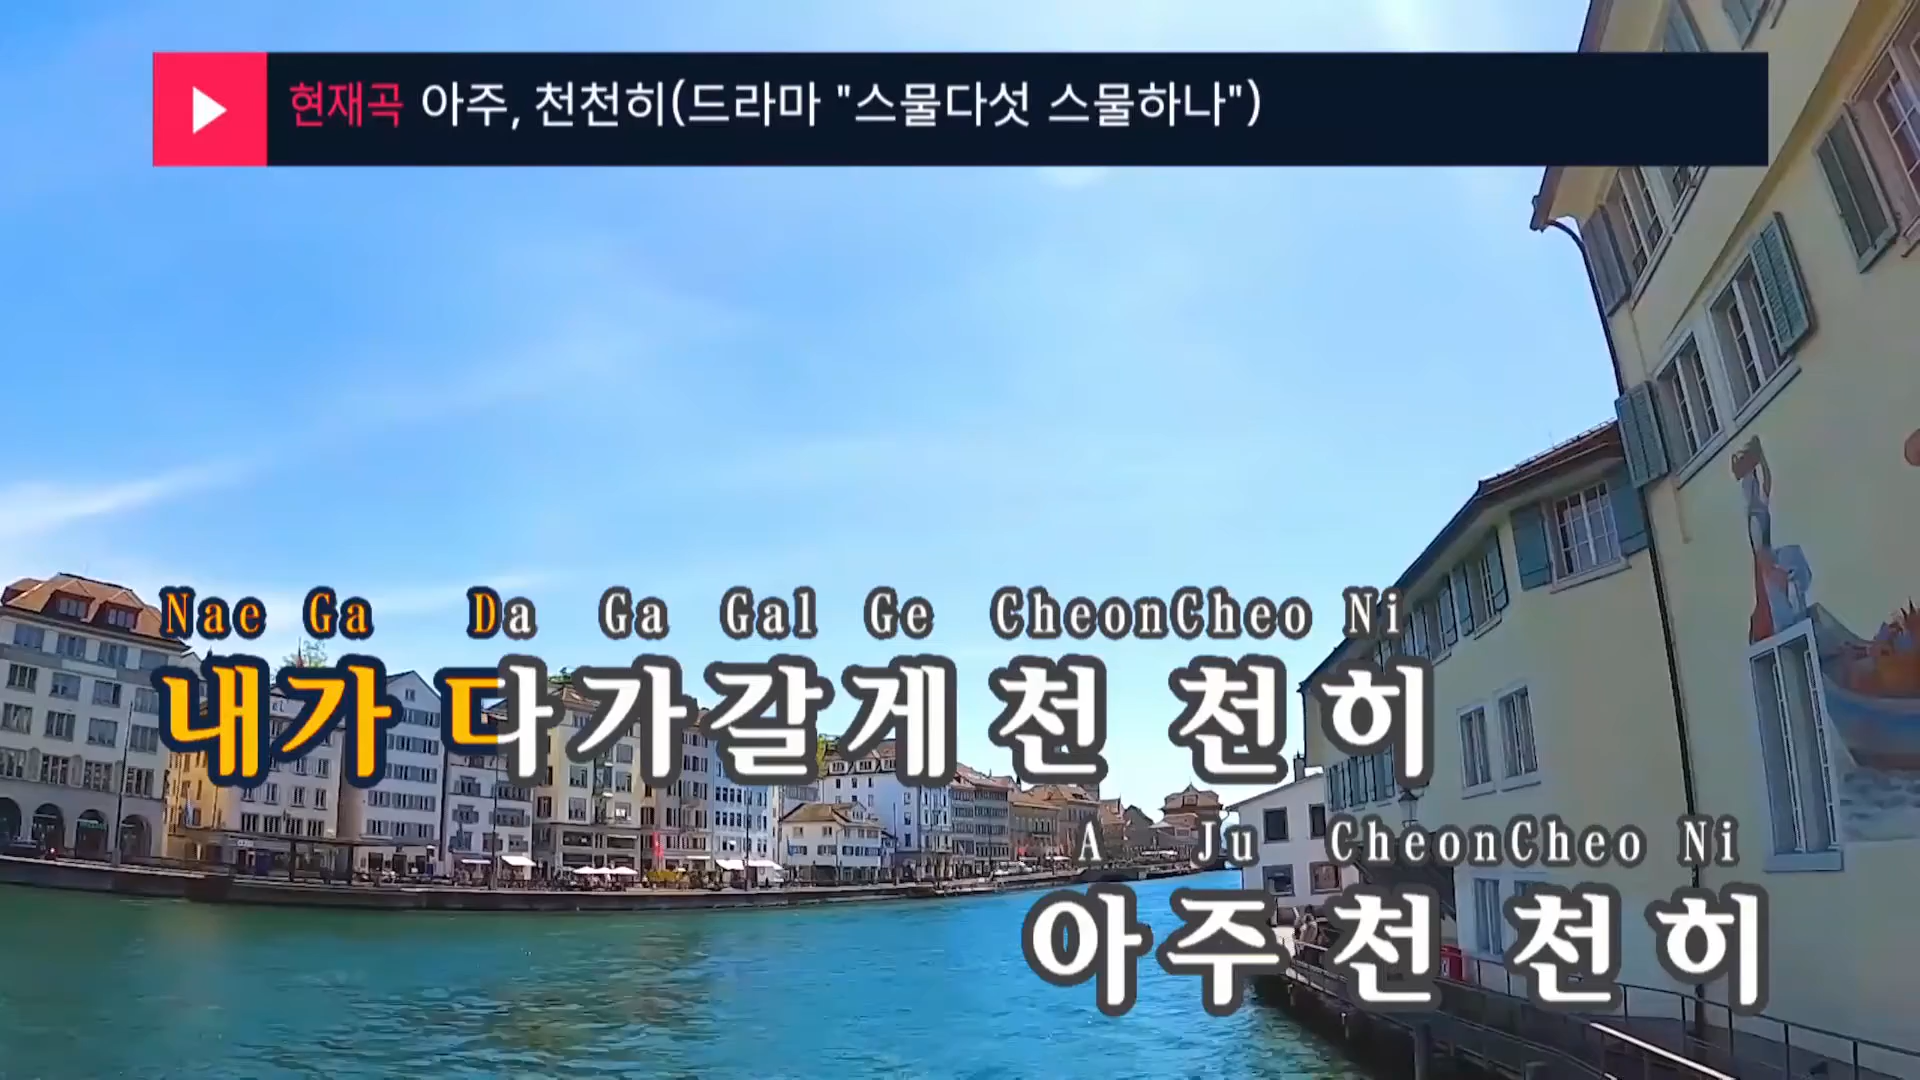 현재곡 아주, 천천히(드라마 "스물다섯 스물하나")
Nae Ga Da Ga Gal Ge CheonCheo Ni
내가 다가갈게 천 천 히
A Ju CheonCheo Ni
아주 천 천 히